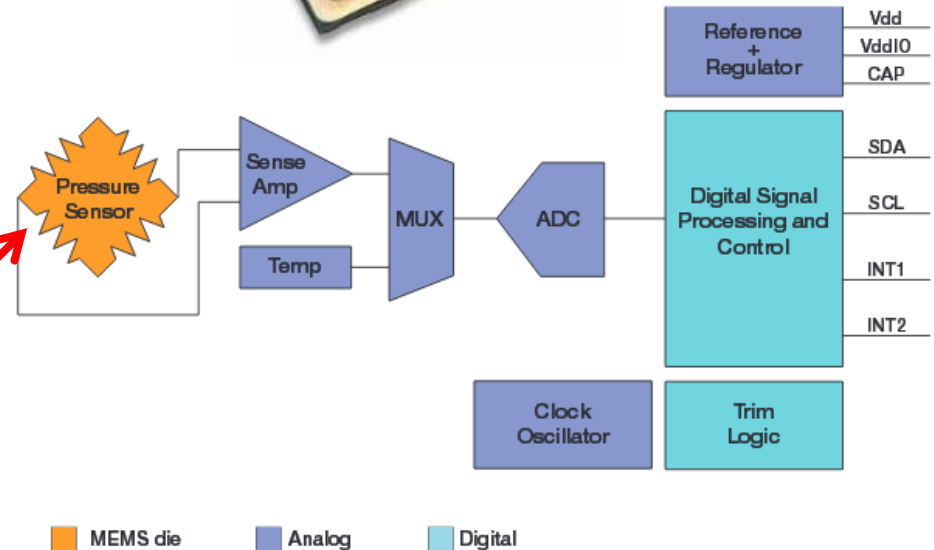 Reference
+
Regulator
Vdd
VddIO
CAP
Pressure
Sensor
Sense
Amp
Temp
MUX
ADC
Digital Signal
Processing and
Control
SDA
SCL
INT1
INT2
Clock
Oscillator
Trim
Logic
MEMS die
Analog
Digital